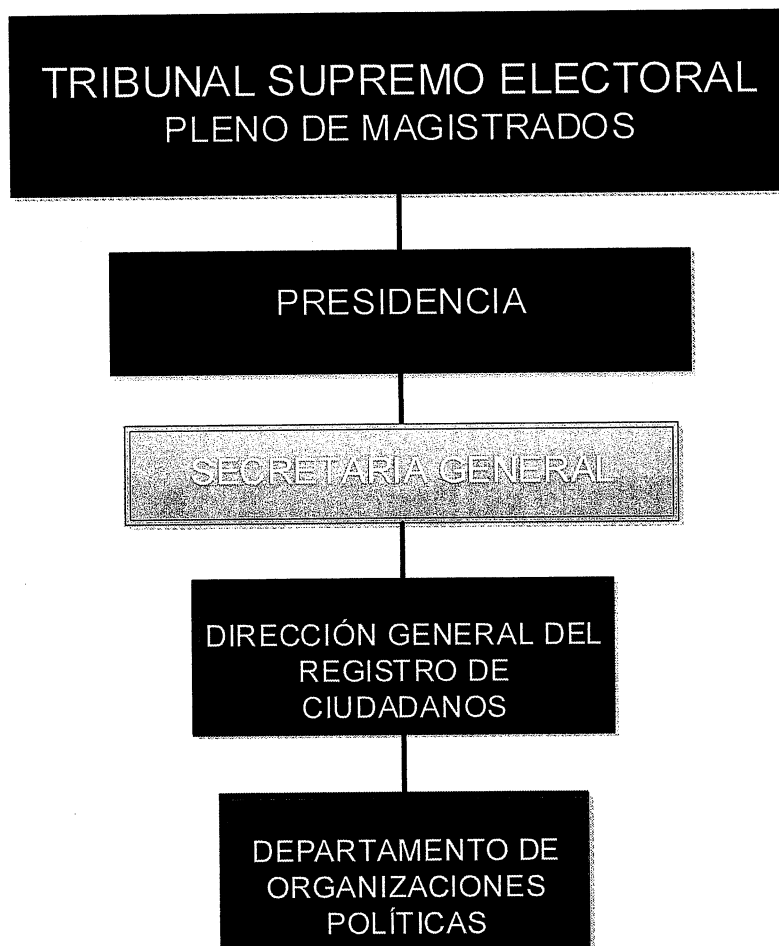 TRIBUNAL SUPREMO ELECTORAL
PLENO DE MAGISTRADOS
PRESIDENCIA
SECRETARIA GENERAL
DIRECCIÓN GENERAL DEL
REGISTRO DE
CIUDADANOS
DEPARTAMENTO DE
ORGANIZACIONES
POLÍTICAS